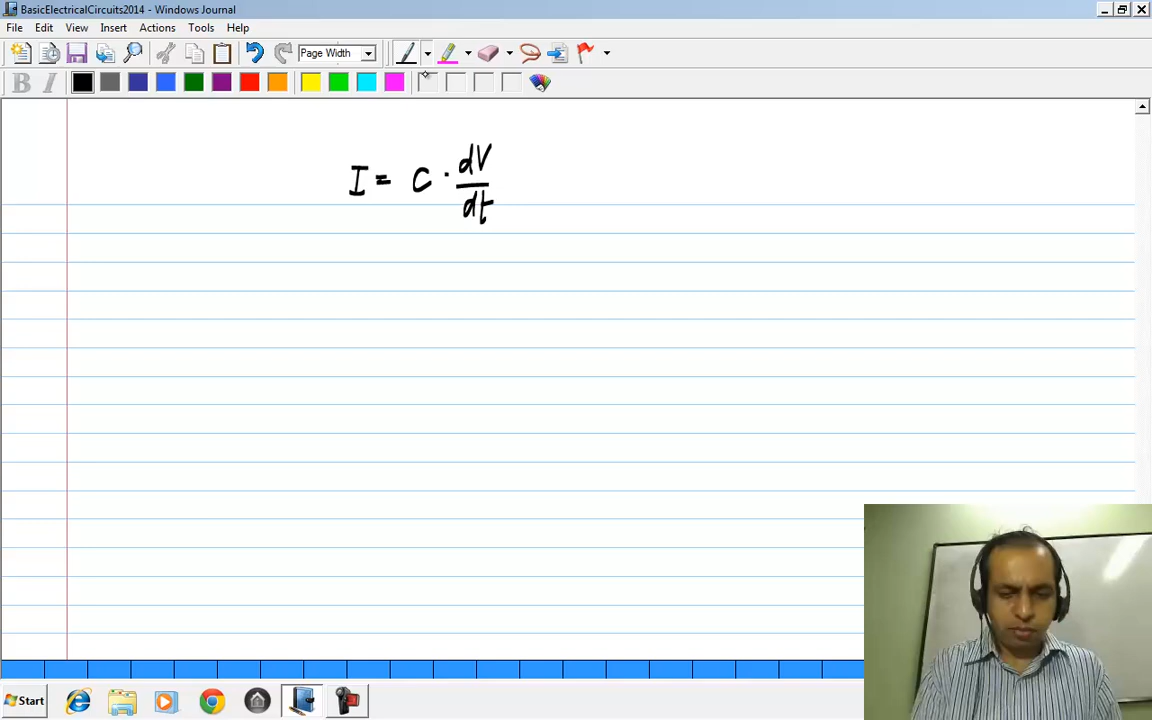 BasicElectricalCircuits2014 - Windows Journal
File Edit View Insert Actions Tools Help
Page Width
B I
I = C · dV/dt
Start